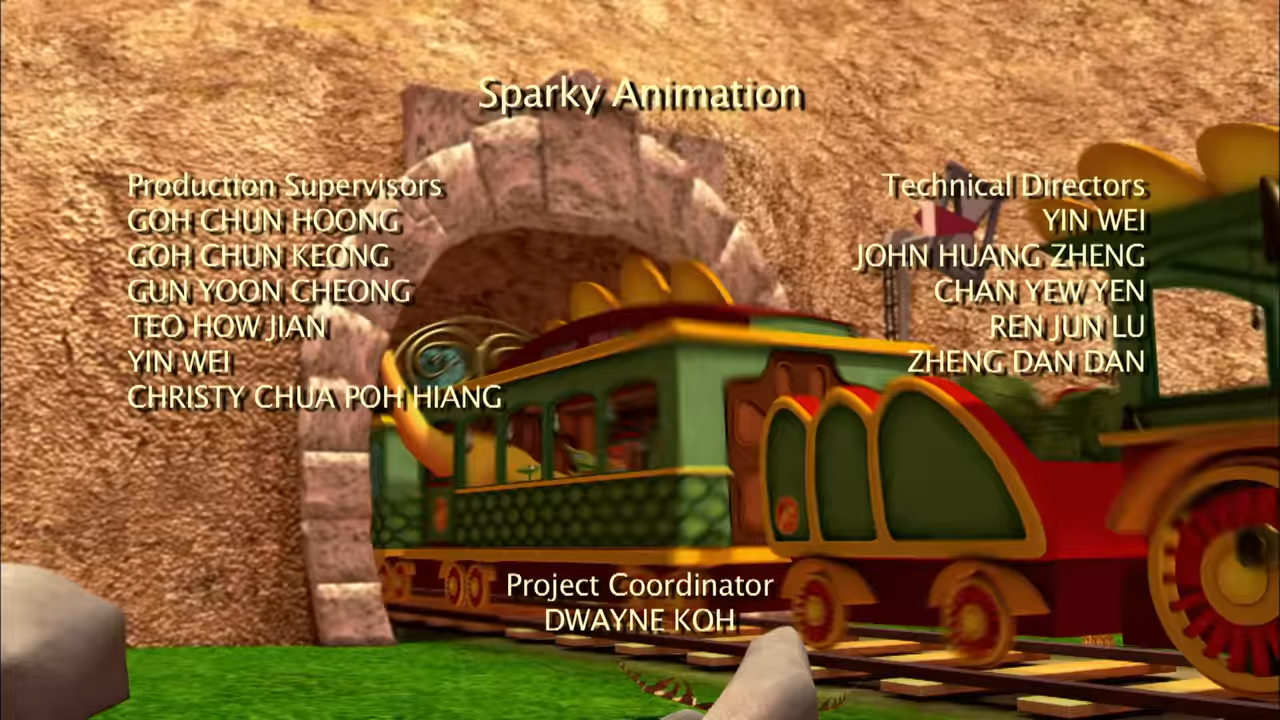 Sparky Animation
Production Supervisors
GOH CHUN HOONG
GOH CHUN KEONG
GUN YOON CHEONG
TEO HOW JIAN
YIN WEI
CHRISTY CHUA POH HIANG
Technical Directors
YIN WEI
JOHN HUANG ZHENG
CHAN YEW YEN
REN JUN LU
ZHENG DAN DAN
Project Coordinator
DWAYNE KOH